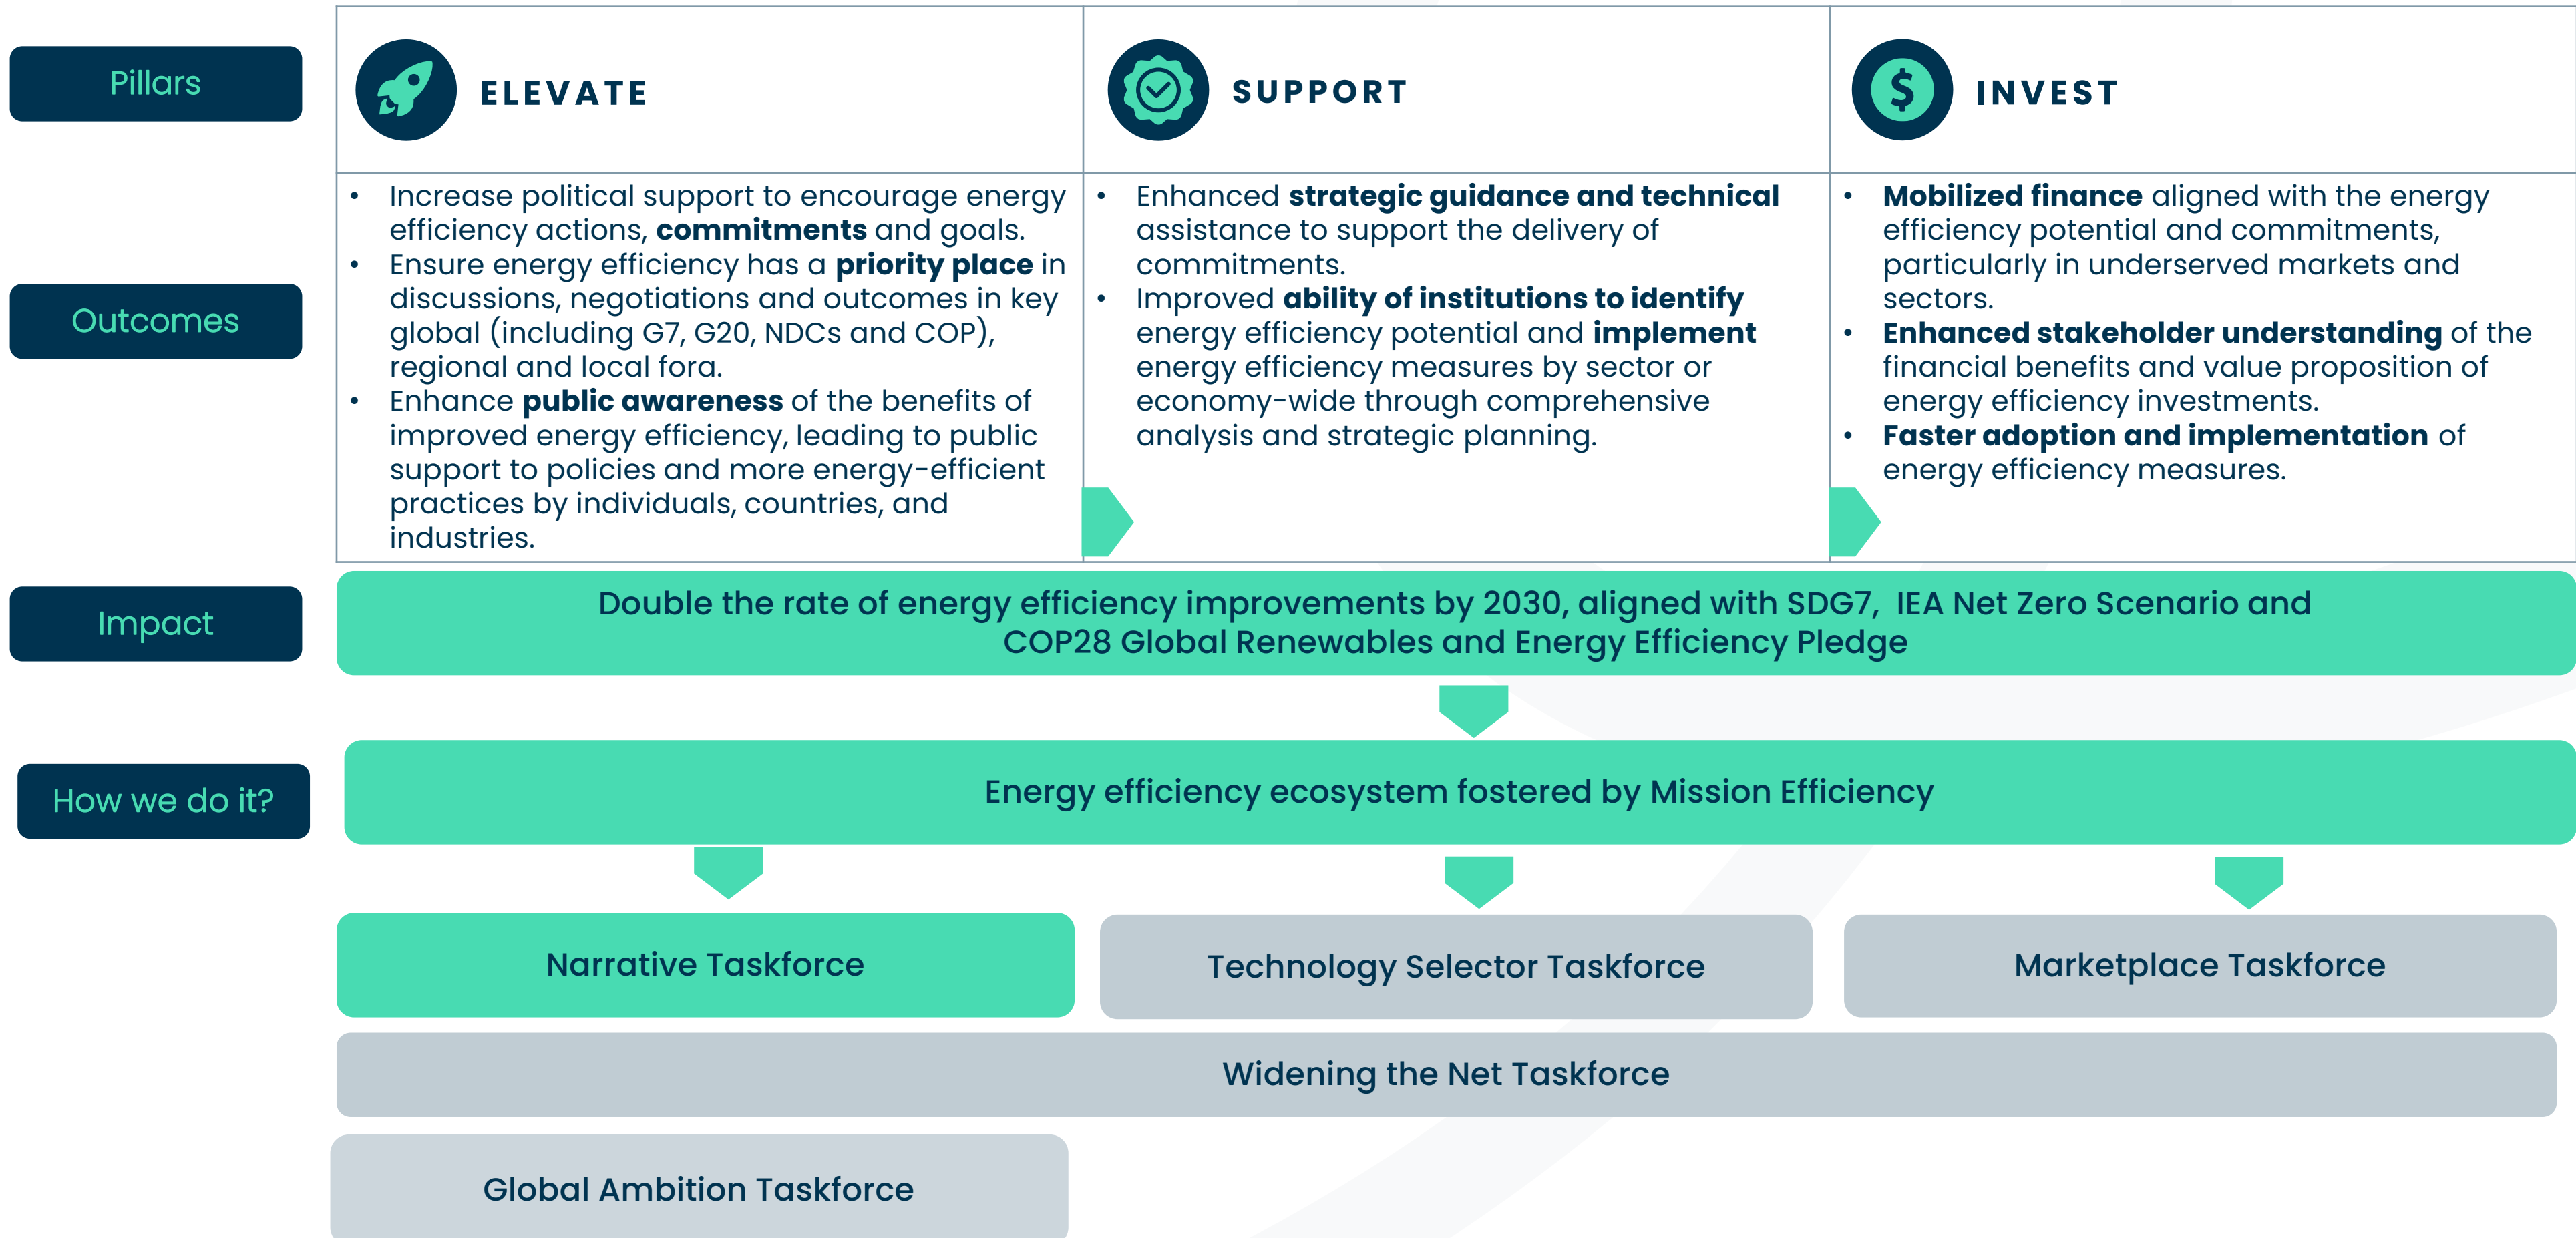 Pillars
ELEVATE
SUPPORT
INVEST
Outcomes
• Increase political support to encourage energy
efficiency actions, commitments and goals.
• Ensure energy efficiency has a priority place in
discussions, negotiations and outcomes in key
global (including G7, G20, NDCs and COP),
regional and local fora.
• Enhance public awareness of the benefits of
improved energy efficiency, leading to public
support to policies and more energy-efficient
practices by individuals, countries, and
industries.
• Enhanced strategic guidance and technical
assistance to support the delivery of
commitments.
• Improved ability of institutions to identify
energy efficiency potential and implement
energy efficiency measures by sector or
economy-wide through comprehensive
analysis and strategic planning.
• Mobilized finance aligned with the energy
efficiency potential and commitments,
particularly in underserved markets and
sectors.
• Enhanced stakeholder understanding of the
financial benefits and value proposition of
energy efficiency investments.
• Faster adoption and implementation of
energy efficiency measures.
Impact
Double the rate of energy efficiency improvements by 2030, aligned with SDG7, IEA Net Zero Scenario and
COP28 Global Renewables and Energy Efficiency Pledge
How we do it?
Energy efficiency ecosystem fostered by Mission Efficiency
Narrative Taskforce
Technology Selector Taskforce
Marketplace Taskforce
Widening the Net Taskforce
Global Ambition Taskforce